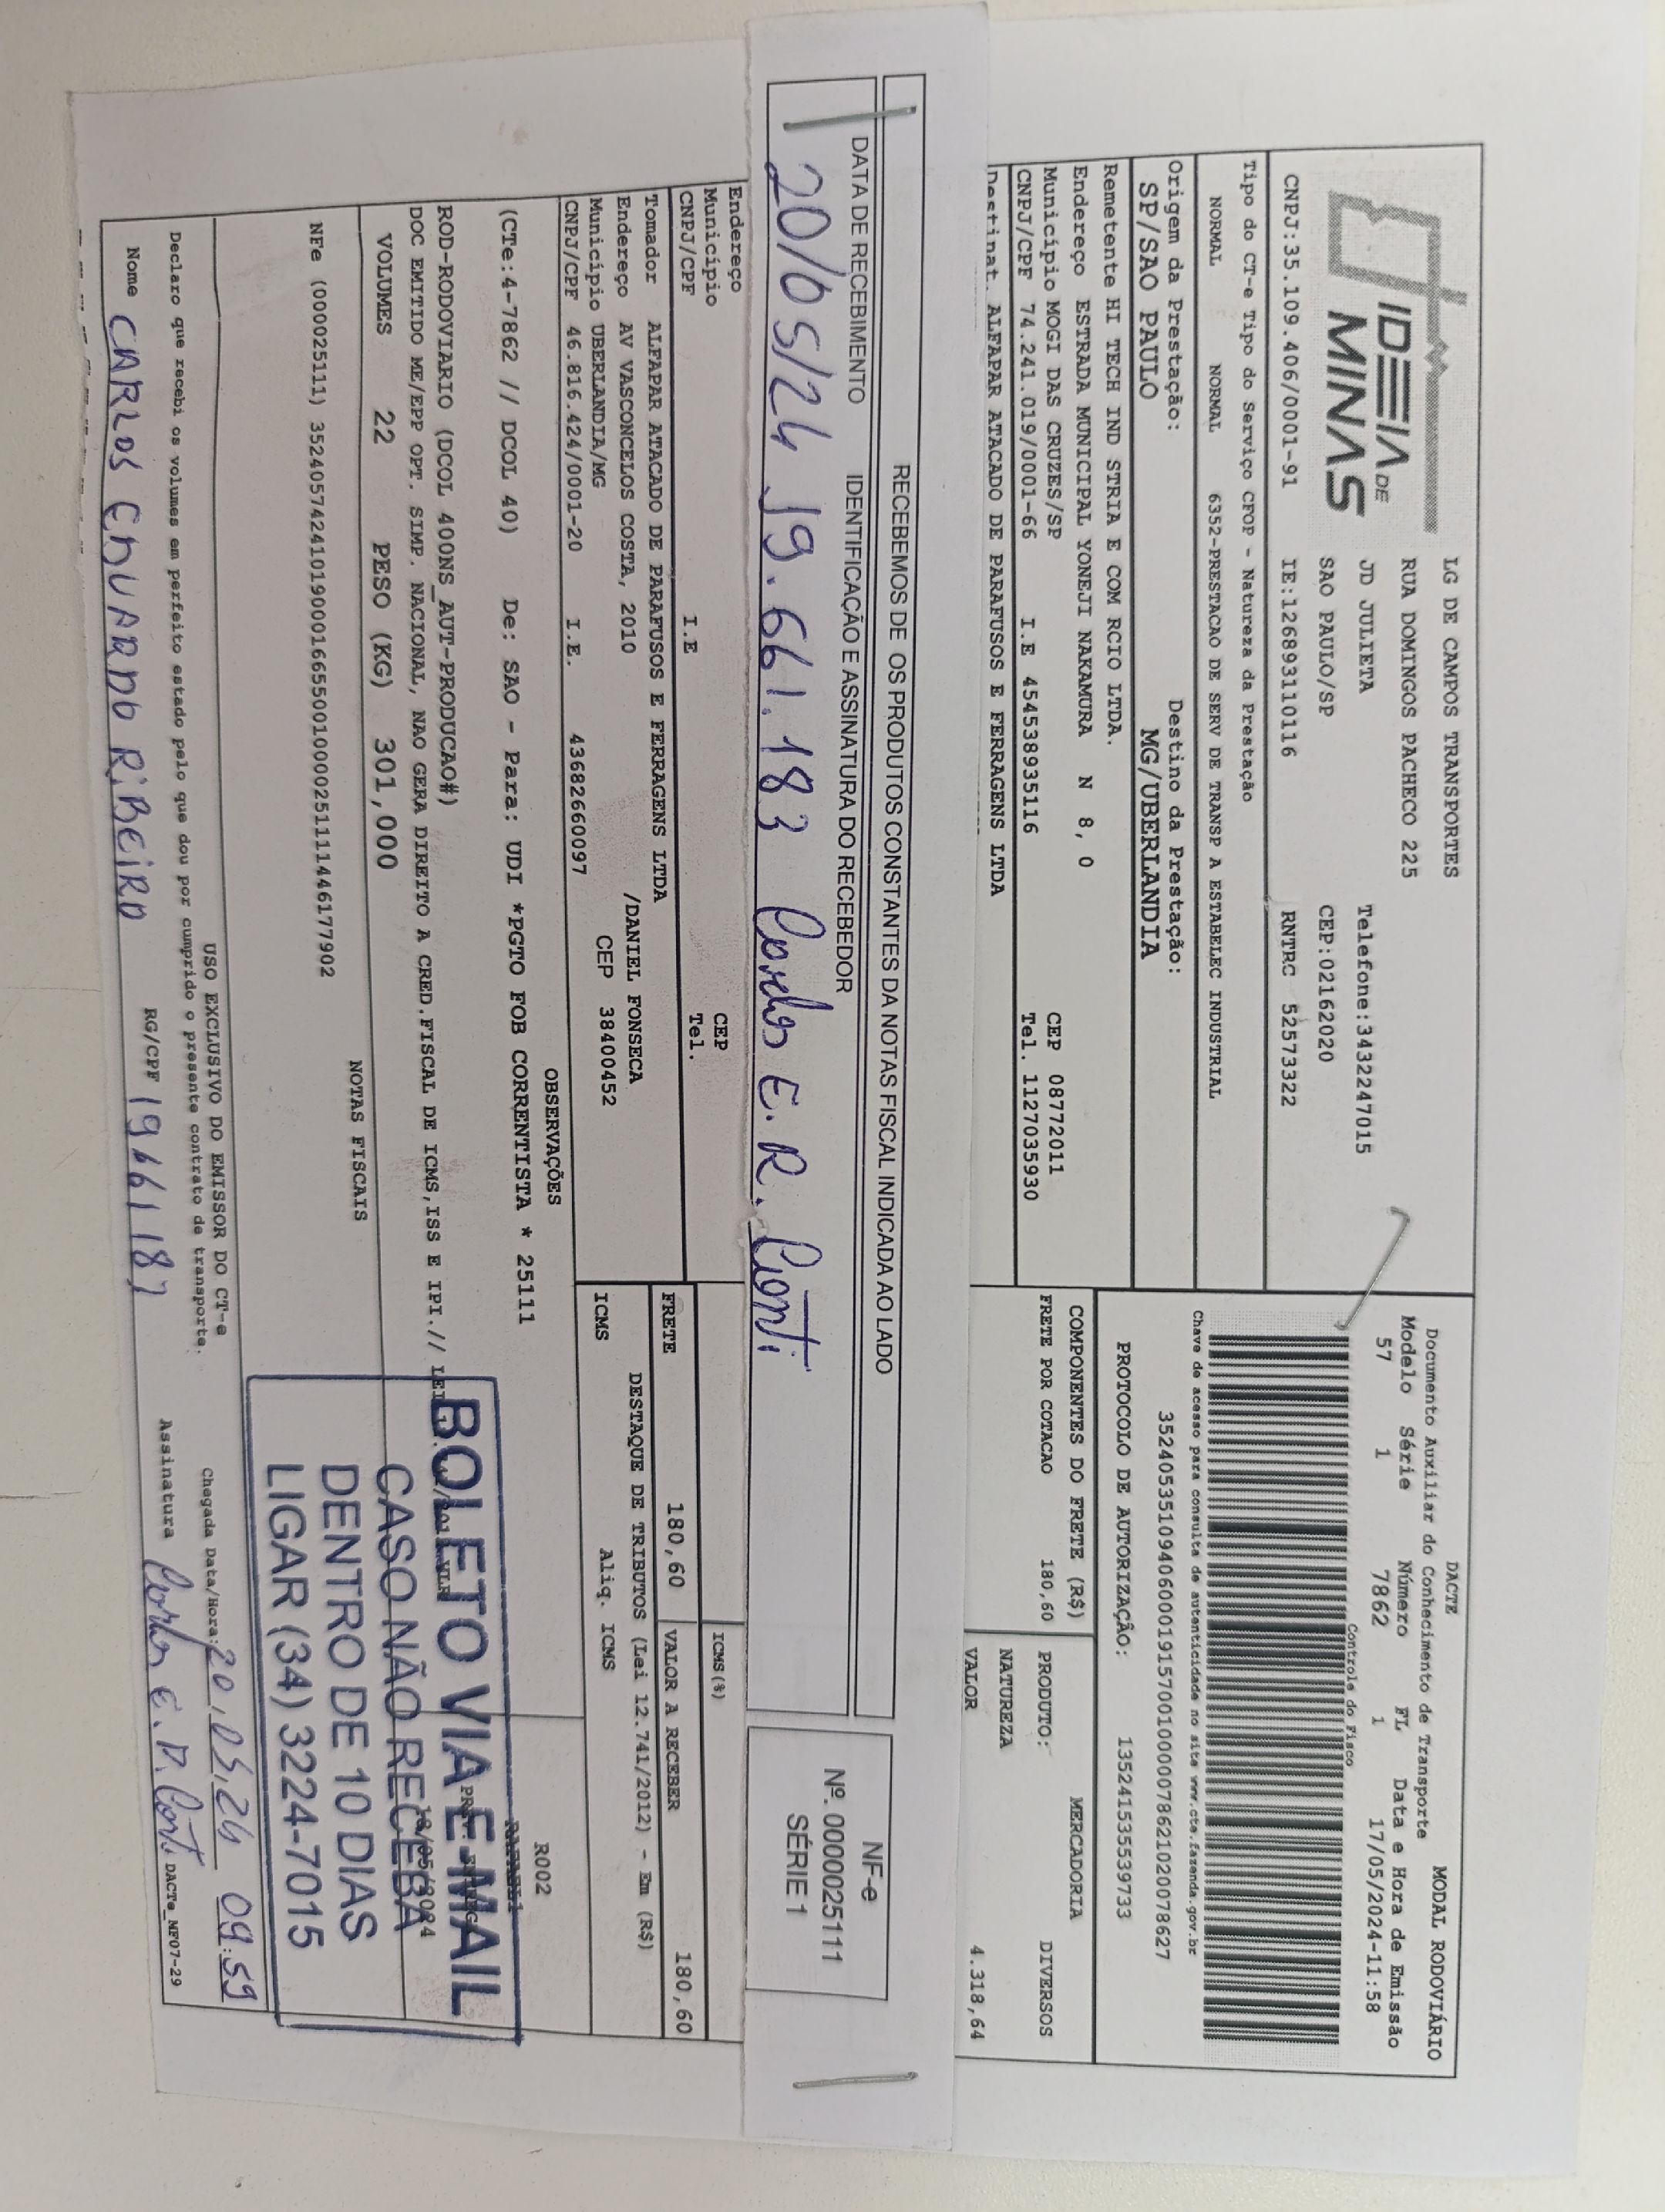 IDEIA DE
MINAS
LG DE CAMPOS TRANSPORTES
RUA DOMINGOS PACHECO 225
JD JULIETA Telefone:3432247015
SAO PAULO/SP CEP:02162020
CNPJ:35.109.406/0001-91 IE:126893110116 RNTRC 52573322
DACTE MODAL RODOVIÁRIO
Documento Auxiliar do Conhecimento de Transporte
Modelo Série Número FL Data e Hora de Emissão
57 1 7862 1 17/05/2024-11:58
Controle do Fisco
Chave de acesso para consulta de autenticidade no site www.cte.fazenda.gov.br
35240535109406000191570010000078621020078627
PROTOCOLO DE AUTORIZAÇÃO: 135241535539733
Tipo do CT-e Tipo do Serviço CFOP - Natureza da Prestação
NORMAL NORMAL 6352-PRESTACAO DE SERV DE TRANSP A ESTABELEC INDUSTRIAL
Origem da Prestação: Destino da Prestação:
SP/SAO PAULO MG/UBERLANDIA
Remetente HI TECH IND STRIA E COM RCIO LTDA.
Endereço ESTRADA MUNICIPAL YONEJI NAKAMURA N 8, 0
Município MOGI DAS CRUZES/SP CEP 08772011
CNPJ/CPF 74.241.019/0001-66 I.E 454538935116 Tel. 1127035930
Destinat. ALFAPAR ATACADO DE PARAFUSOS E FERRAGENS LTDA
COMPONENTES DO FRETE (R$) MERCADORIA
FRETE POR COTACAO 180,60 PRODUTO: DIVERSOS
NATUREZA
VALOR 4.318,64
RECEBEMOS DE OS PRODUTOS CONSTANTES DA NOTAS FISCAL INDICADA AO LADO
DATA DE RECEBIMENTO IDENTIFICAÇÃO E ASSINATURA DO RECEBEDOR
20/05/24 19.661.183 Carlos E. R. Conti
NF-e
Nº. 0000025111
SÉRIE 1
Endereço
Município CEP
CNPJ/CPF I.E Tel.
ICMS(%)
Tomador ALFAPAR ATACADO DE PARAFUSOS E FERRAGENS LTDA
Endereço AV VASCONCELOS COSTA, 2010 /DANIEL FONSECA
Município UBERLANDIA/MG CEP 38400452
CNPJ/CPF 46.816.424/0001-20 I.E. 43682660097
FRETE 180,60 VALOR A RECEBER 180,60
DESTAQUE DE TRIBUTOS (Lei 12.741/2012) - Em (R$)
ICMS Aliq. ICMS
OBSERVAÇÕES
R002
(CTe:4-7862 // DCOL 40) De: SAO - Para: UDI *PGTO FOB CORRENTISTA * 25111
ROD-RODOVIARIO (DCOL 400NS_AUT-PRODUCAO#)
DOC EMITIDO ME/EPP OPT. SIMP. NACIONAL, NAO GERA DIREITO A CRED.FISCAL DE ICMS,ISS E IPI.//
VOLUMES 22 PESO (KG) 301,000
NOTAS FISCAIS
NFe (000025111) 35240574241019000166550010000251111446177902
BOLETO VIA E-MAIL
CASO NÃO RECEBA
DENTRO DE 10 DIAS
LIGAR (34) 3224-7015
USO EXCLUSIVO DO EMISSOR DO CT-e
Declaro que recebi os volumes em perfeito estado pelo que dou por cumprido o presente contrato de transporte.
Chegada Data/Hora: 20/05/24 09:59
Nome CARLOS EDUARDO RIBEIRO RG/CPF 19661187 Assinatura Carlos E. R. Conti
DACTe_NF07-29